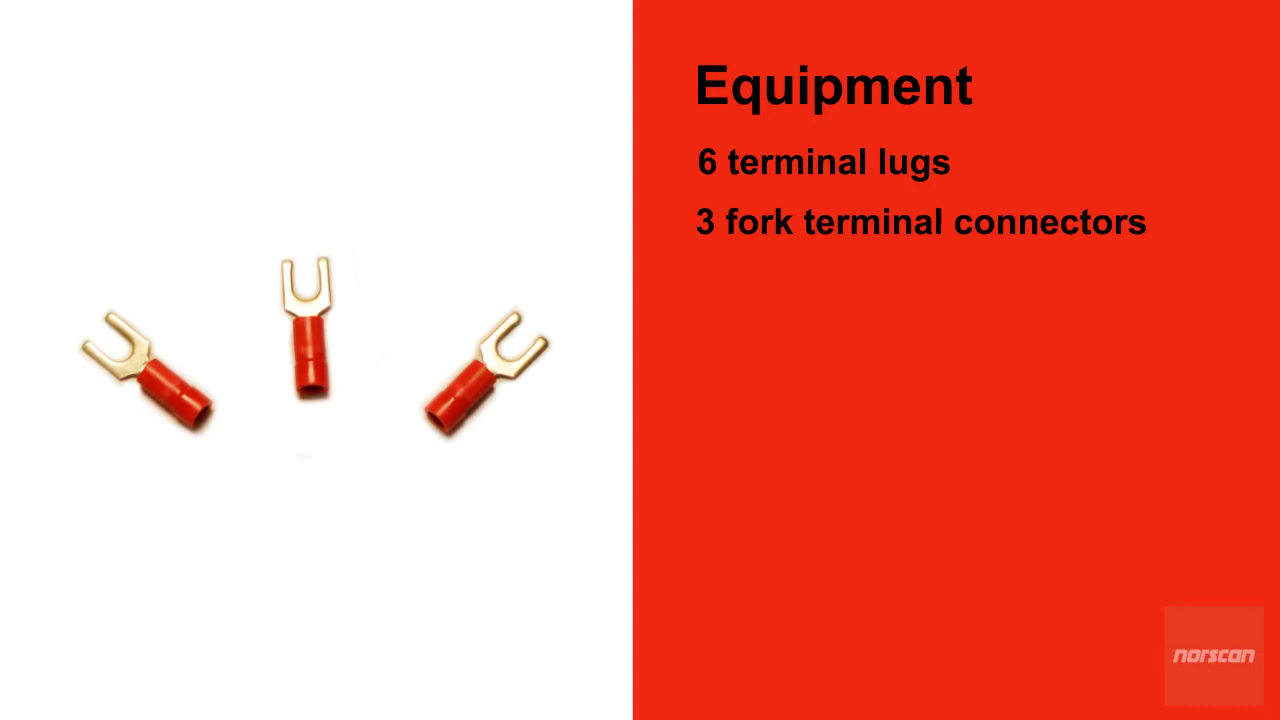 Equipment
6 terminal lugs
3 fork terminal connectors
norscan